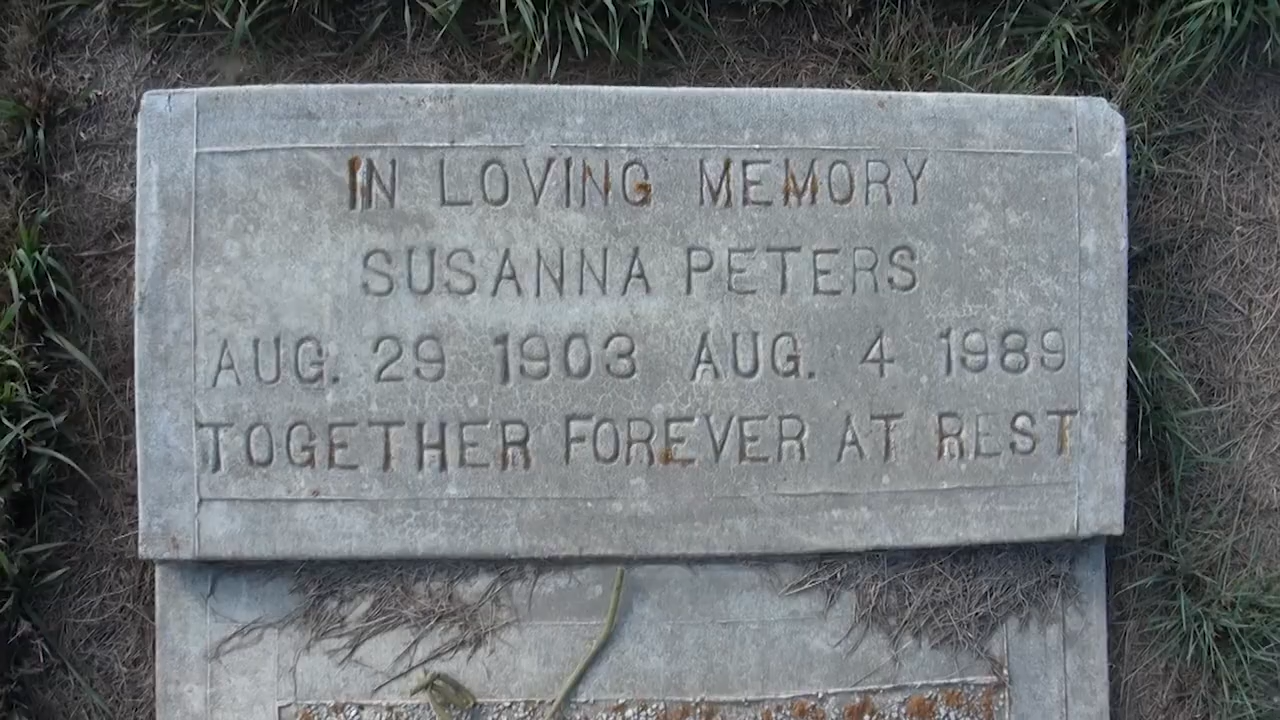 IN LOVING MEMORY
SUSANNA PETERS
AUG. 29 1903 AUG. 4 1989
TOGETHER FOREVER AT REST